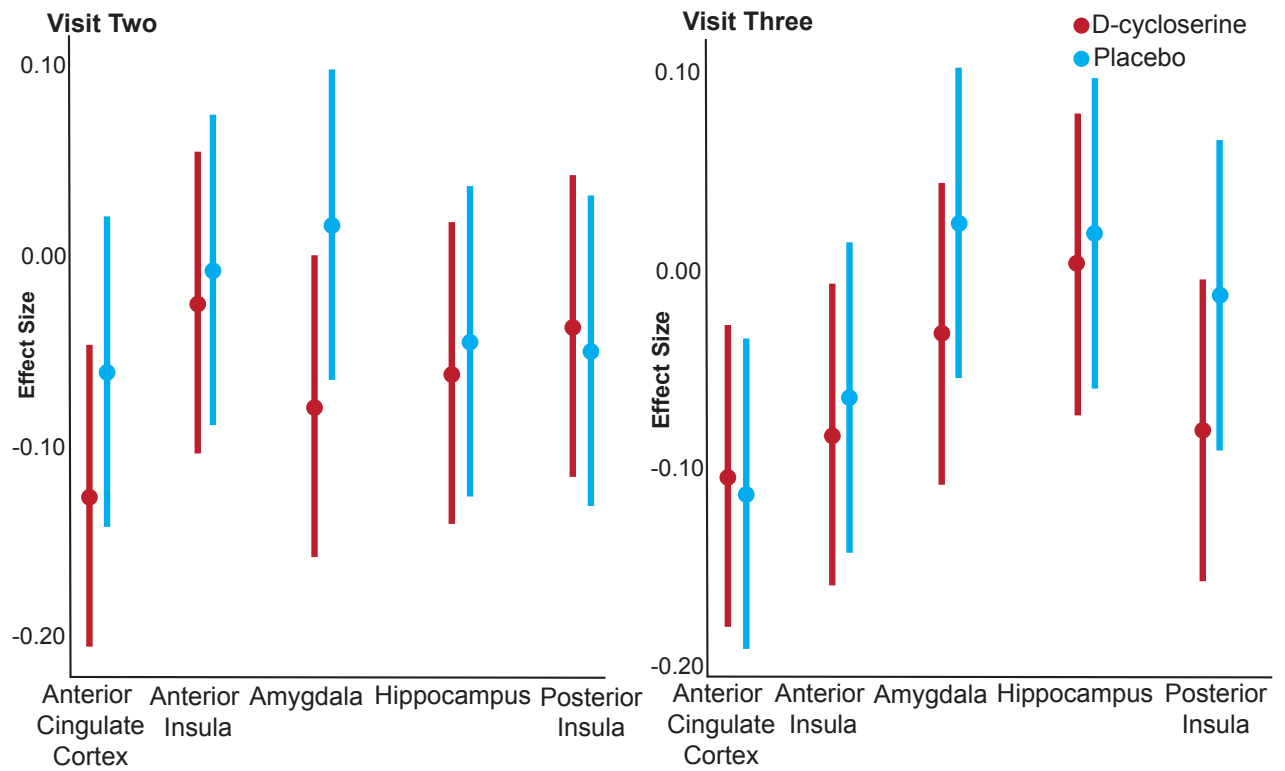 Visit Two
Effect Size
0.10
0.00
-0.10
-0.20
Anterior
Cingulate
Cortex
Anterior
Insula
Amygdala
Hippocampus
Posterior
Insula
Visit Three
D-cycloserine
Placebo
Effect Size
0.10
0.00
-0.10
-0.20
Anterior
Cingulate
Cortex
Anterior
Insula
Amygdala
Hippocampus
Posterior
Insula